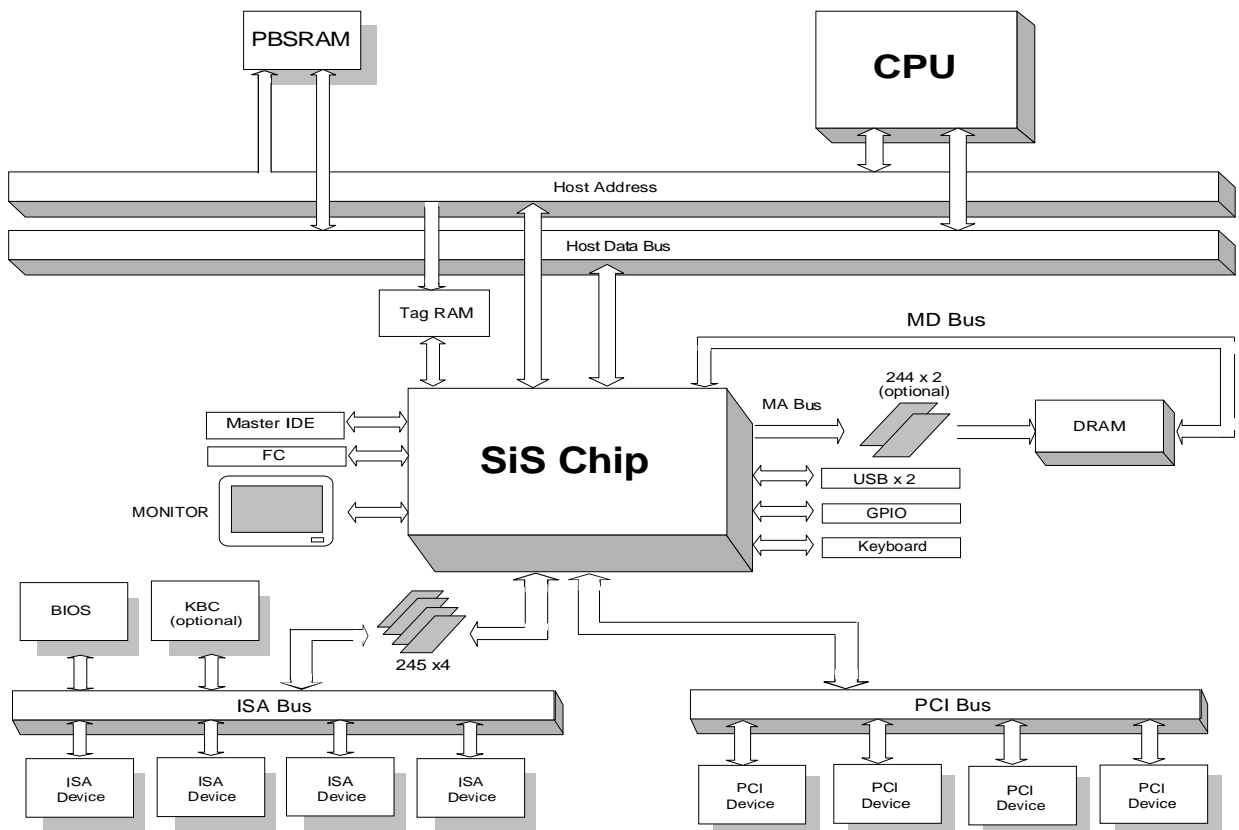 PBSRAM
CPU
Host Address
Host Data Bus
Tag RAM
MD Bus
244 x 2
(optional)
MA Bus
DRAM
Master IDE
FC
SiS Chip
MONITOR
USB x 2
GPIO
Keyboard
BIOS
KBC
(optional)
245 x4
ISA Bus
PCI Bus
ISA
Device
ISA
Device
ISA
Device
ISA
Device
PCI
Device
PCI
Device
PCI
Device
PCI
Device